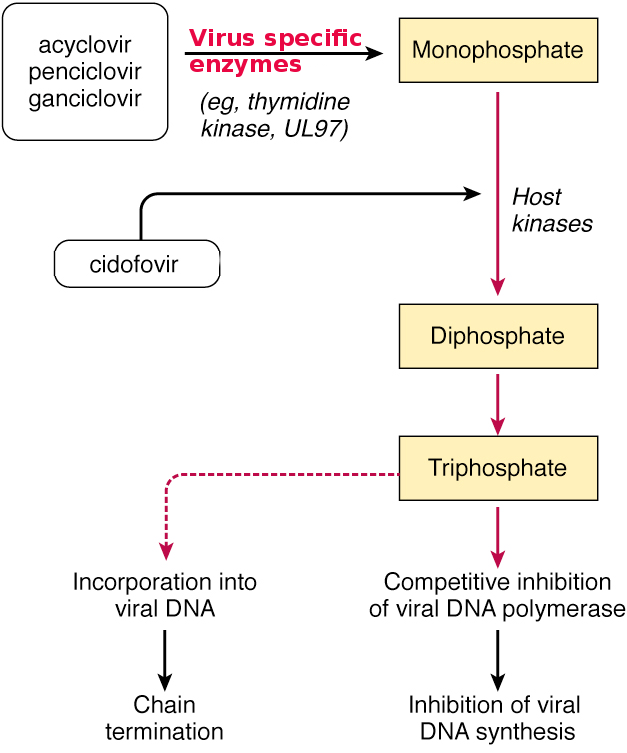 acyclovir
penciclovir
ganciclovir
Virus specific
enzymes
(eg, thymidine
kinase, UL97)
Monophosphate
Host
kinases
cidofovir
Diphosphate
Triphosphate
Incorporation into
viral DNA
Competitive inhibition
of viral DNA polymerase
Chain
termination
Inhibition of viral
DNA synthesis